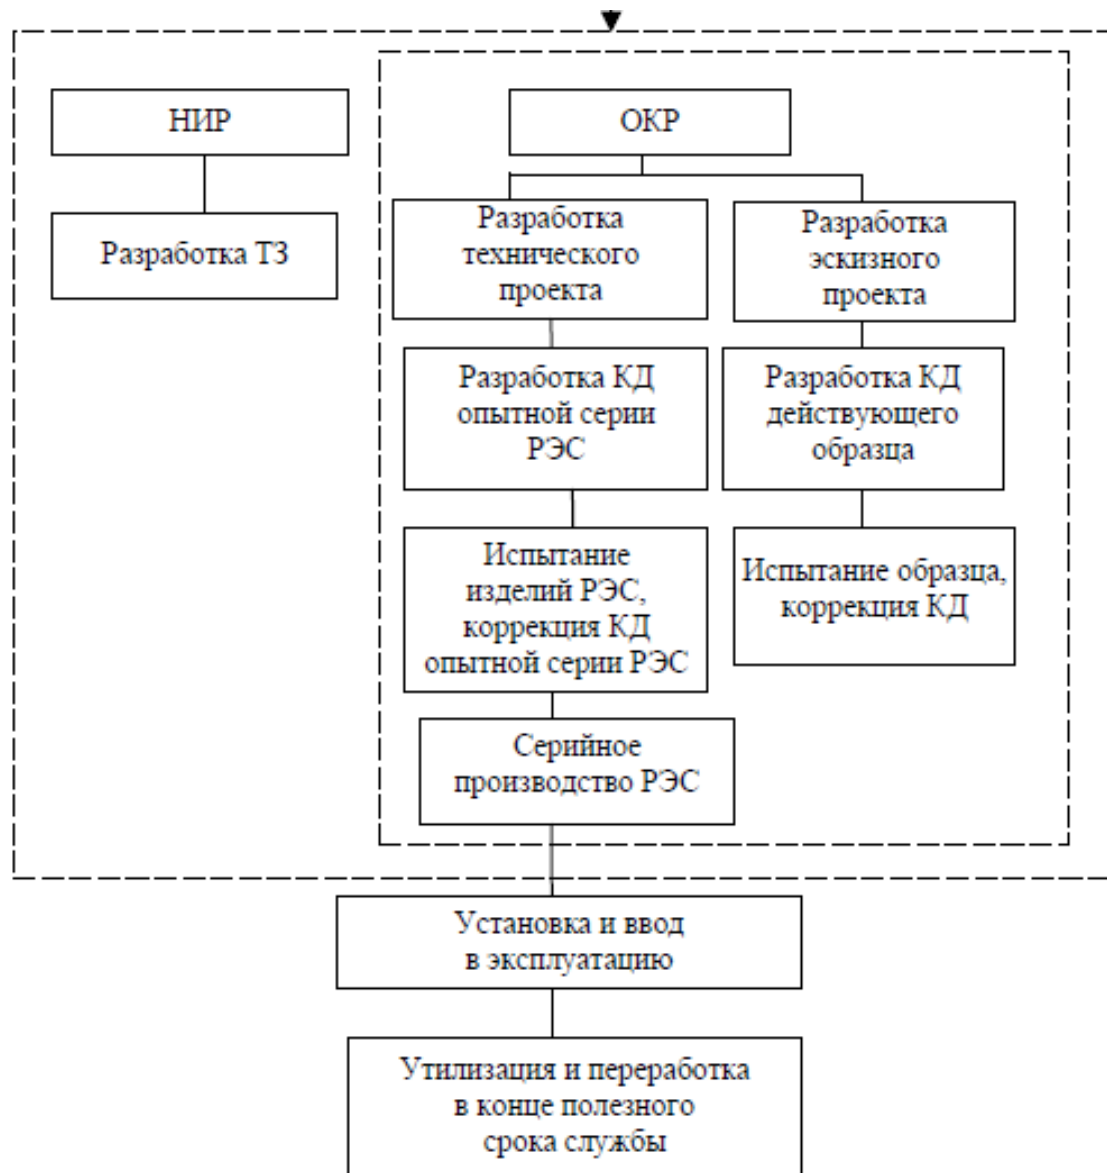 НИР
Разработка ТЗ
ОКР
Разработка
технического
проекта
Разработка КД
опытной серии
РЭС
Испытание
изделий РЭС,
коррекция КД
опытной серии РЭС
Серийное
производство РЭС
Разработка
эскизного
проекта
Разработка КД
действующего
образца
Испытание образца,
коррекция КД
Установка и ввод
в эксплуатацию
Утилизация и переработка
в конце полезного
срока службы